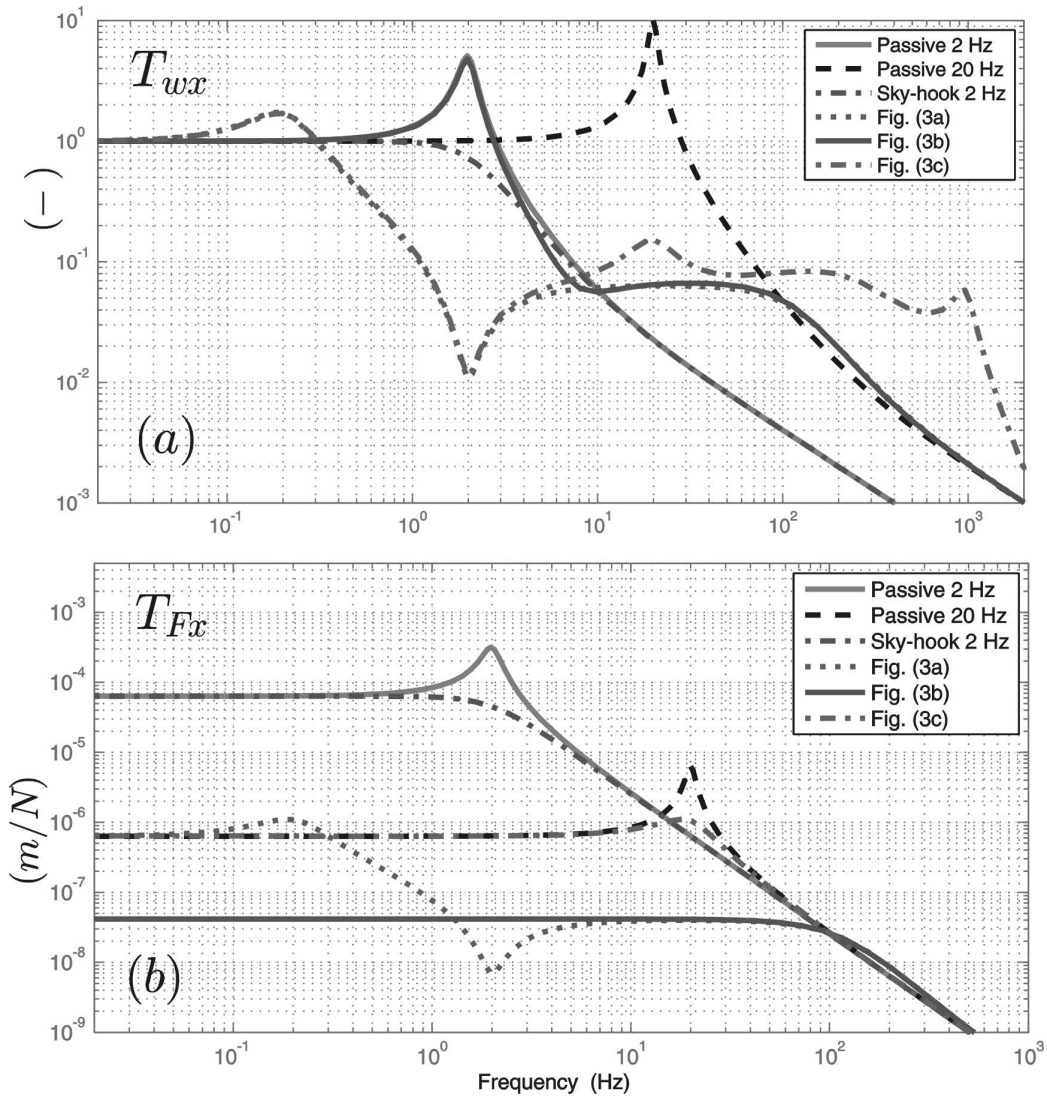 T_{wx}
(−)
(a)
10^1
10^0
10^{-1}
10^{-2}
10^{-3}
10^{-1}
10^0
10^1
10^2
10^3
Passive 2 Hz
Passive 20 Hz
Sky-hook 2 Hz
Fig. (3a)
Fig. (3b)
Fig. (3c)
T_{Fx}
(m/N)
(b)
10^{-3}
10^{-4}
10^{-5}
10^{-6}
10^{-7}
10^{-8}
10^{-9}
10^{-1}
10^0
10^1
10^2
10^3
Frequency (Hz)
Passive 2 Hz
Passive 20 Hz
Sky-hook 2 Hz
Fig. (3a)
Fig. (3b)
Fig. (3c)